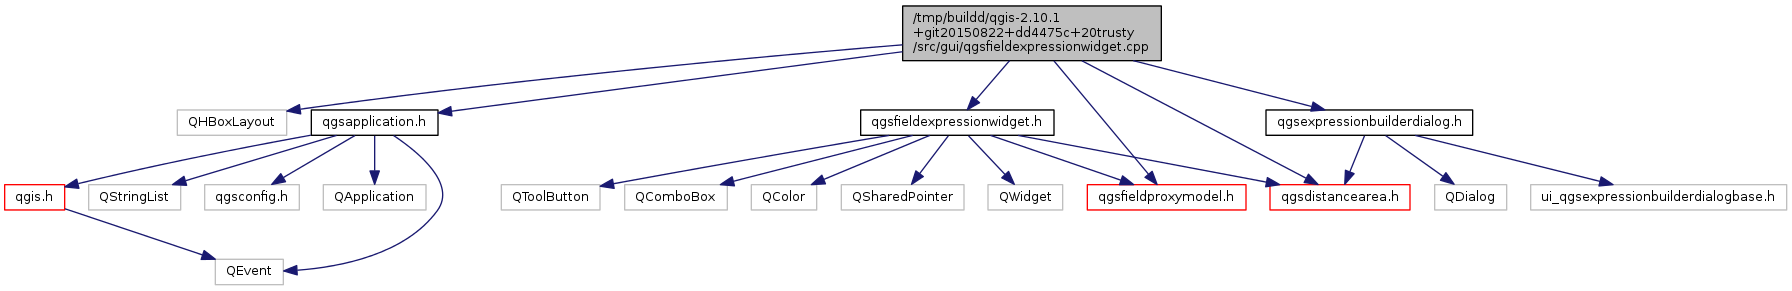 /tmp/buildd/qgis-2.10.1
+git20150822+dd4475c+20trusty
/src/gui/qgsfieldexpressionwidget.cpp
QHBoxLayout
qgsapplication.h
qgsfieldexpressionwidget.h
qgsexpressionbuilderdialog.h
qgis.h
QStringList
qgsconfig.h
QApplication
QToolButton
QComboBox
QColor
QSharedPointer
QWidget
qgsfieldproxymodel.h
qgsdistancearea.h
QDialog
ui_qgsexpressionbuilderdialogbase.h
QEvent